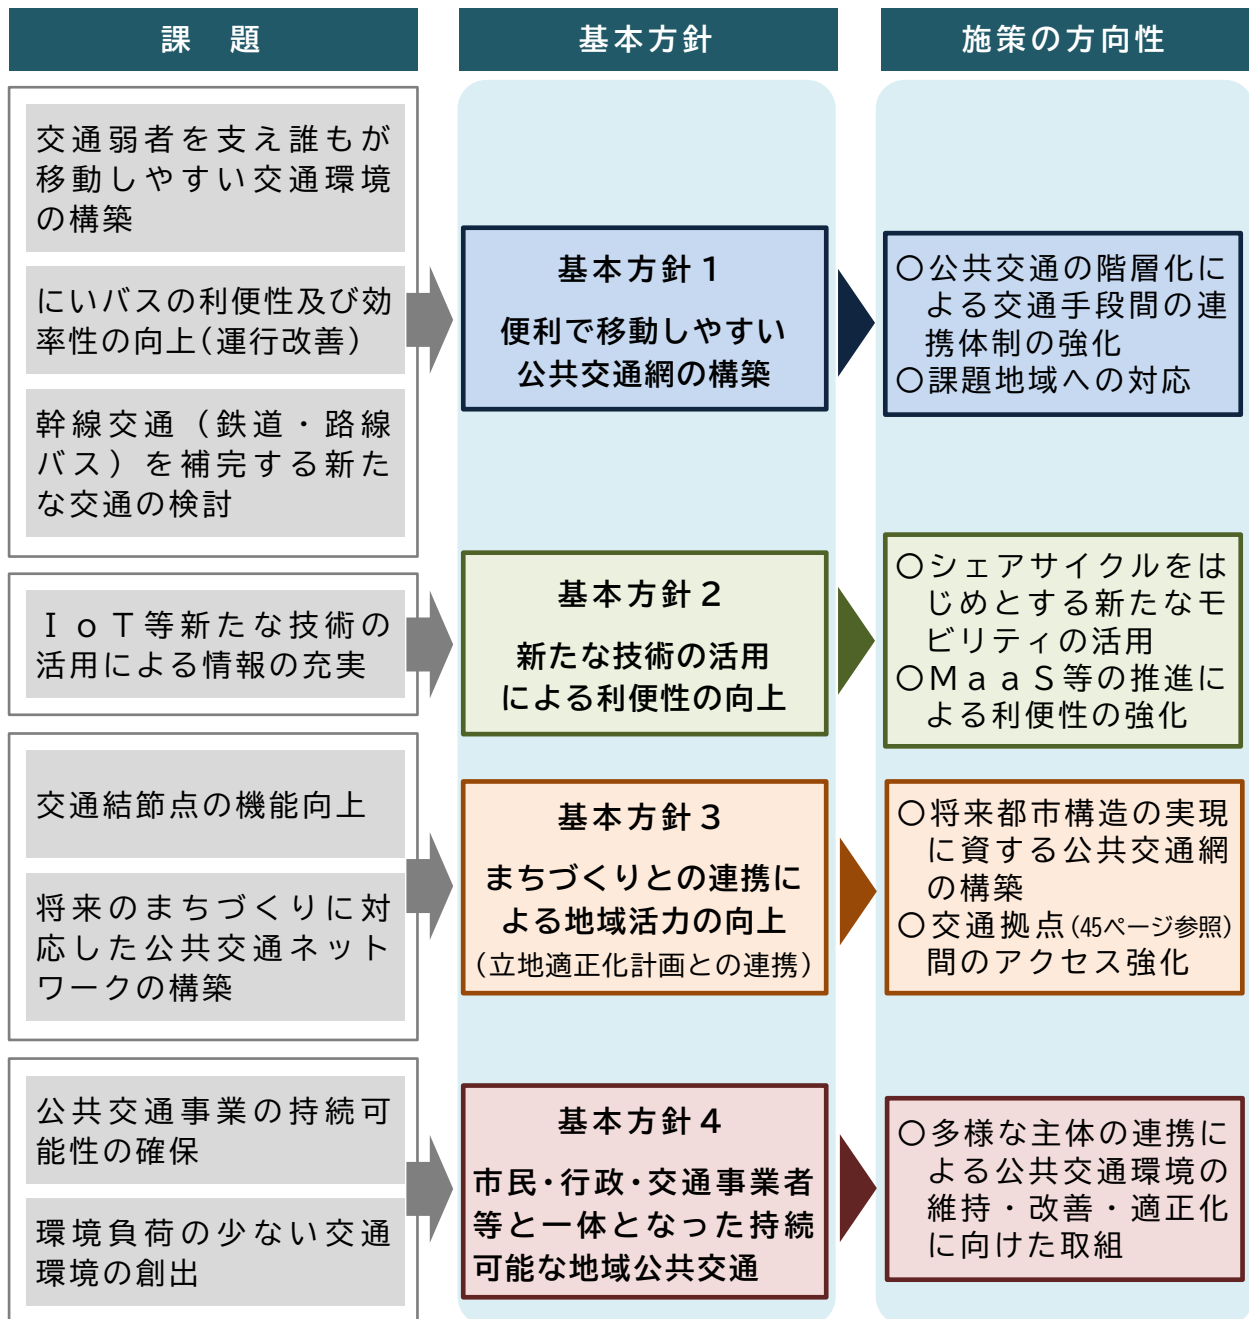 課　題
基本方針
施策の方向性
交通弱者を支え誰もが
移動しやすい交通環境
の構築
にいバスの利便性及び効
率性の向上(運行改善)
幹線交通（鉄道・路線
バス）を補完する新た
な交通の検討
基本方針１
便利で移動しやすい
公共交通網の構築
〇公共交通の階層化に
よる交通手段間の連
携体制の強化
〇課題地域への対応
ＩｏＴ等新たな技術の
活用による情報の充実
基本方針２
新たな技術の活用
による利便性の向上
〇シェアサイクルをは
じめとする新たなモ
ビリティの活用
〇ＭａａＳ等の推進に
よる利便性の強化
交通結節点の機能向上
将来のまちづくりに対
応した公共交通ネット
ワークの構築
基本方針３
まちづくりとの連携に
よる地域活力の向上
(立地適正化計画との連携)
〇将来都市構造の実現
に資する公共交通網
の構築
〇交通拠点(45ページ参照)
間のアクセス強化
公共交通事業の持続可
能性の確保
環境負荷の少ない交通
環境の創出
基本方針４
市民・行政・交通事業者
等と一体となった持続
可能な地域公共交通
〇多様な主体の連携に
よる公共交通環境の
維持・改善・適正化
に向けた取組